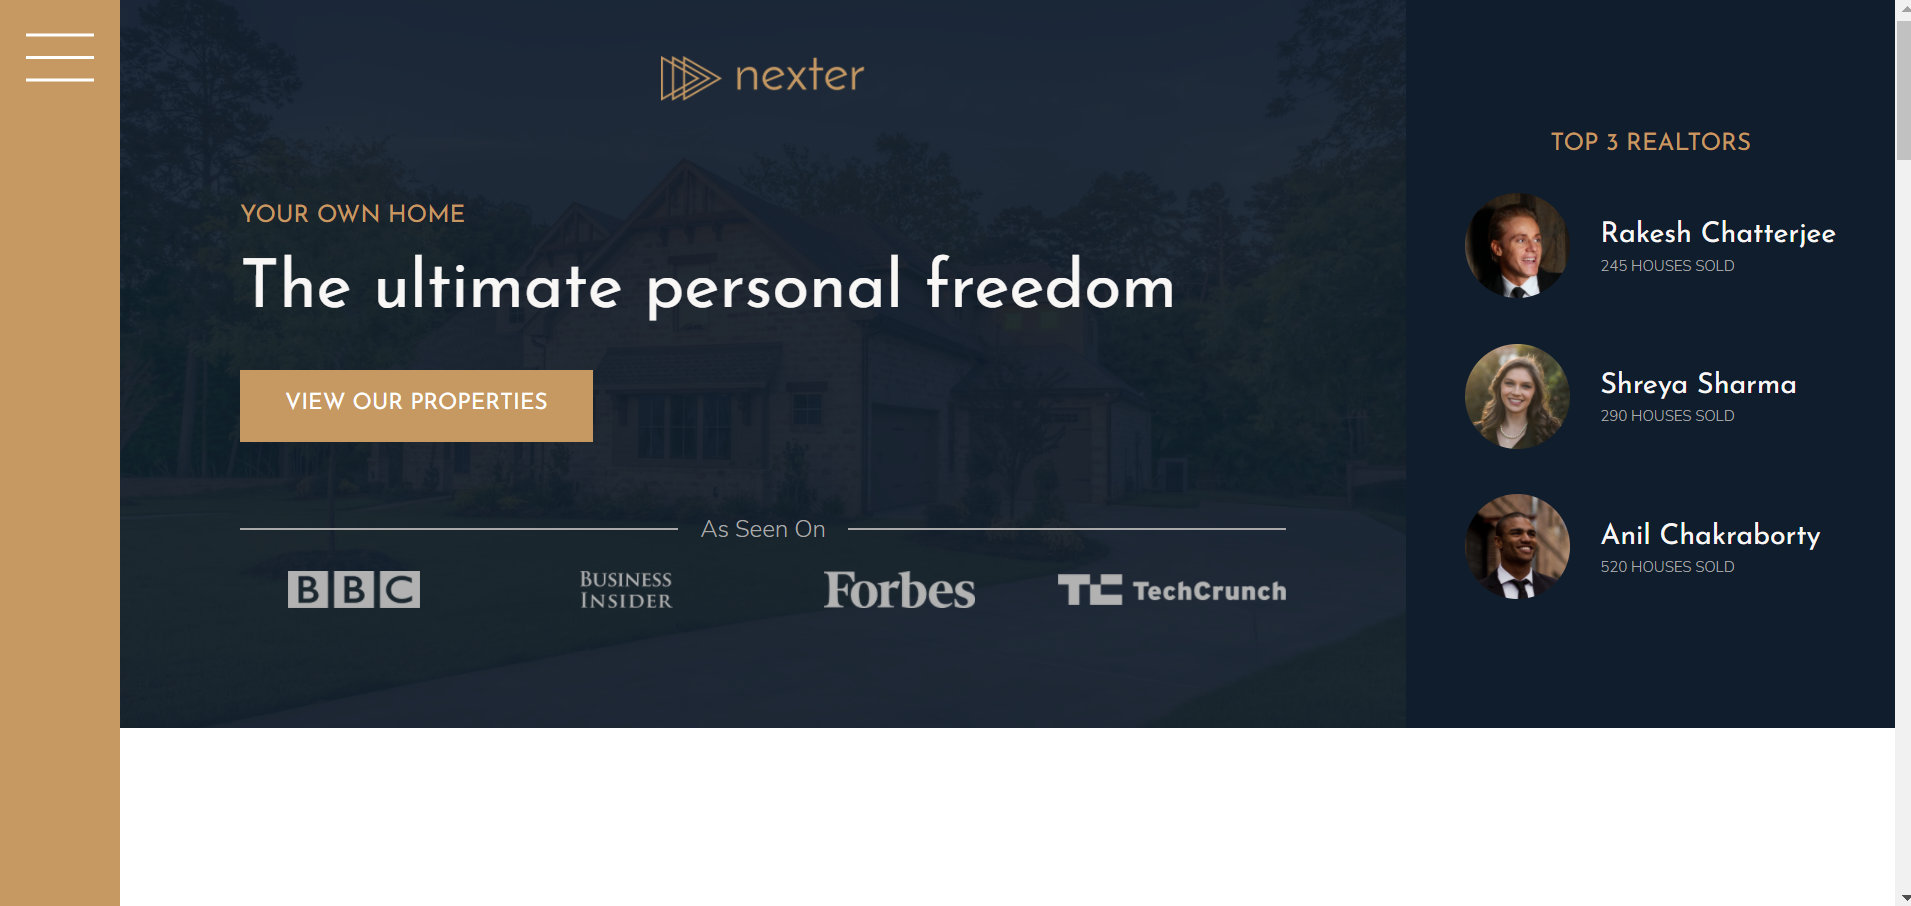 nexter
YOUR OWN HOME
The ultimate personal freedom
VIEW OUR PROPERTIES
As Seen On
BBC
BUSINESS
INSIDER
Forbes
TC TechCrunch
TOP 3 REALTORS
Rakesh Chatterjee
245 HOUSES SOLD
Shreya Sharma
290 HOUSES SOLD
Anil Chakraborty
520 HOUSES SOLD